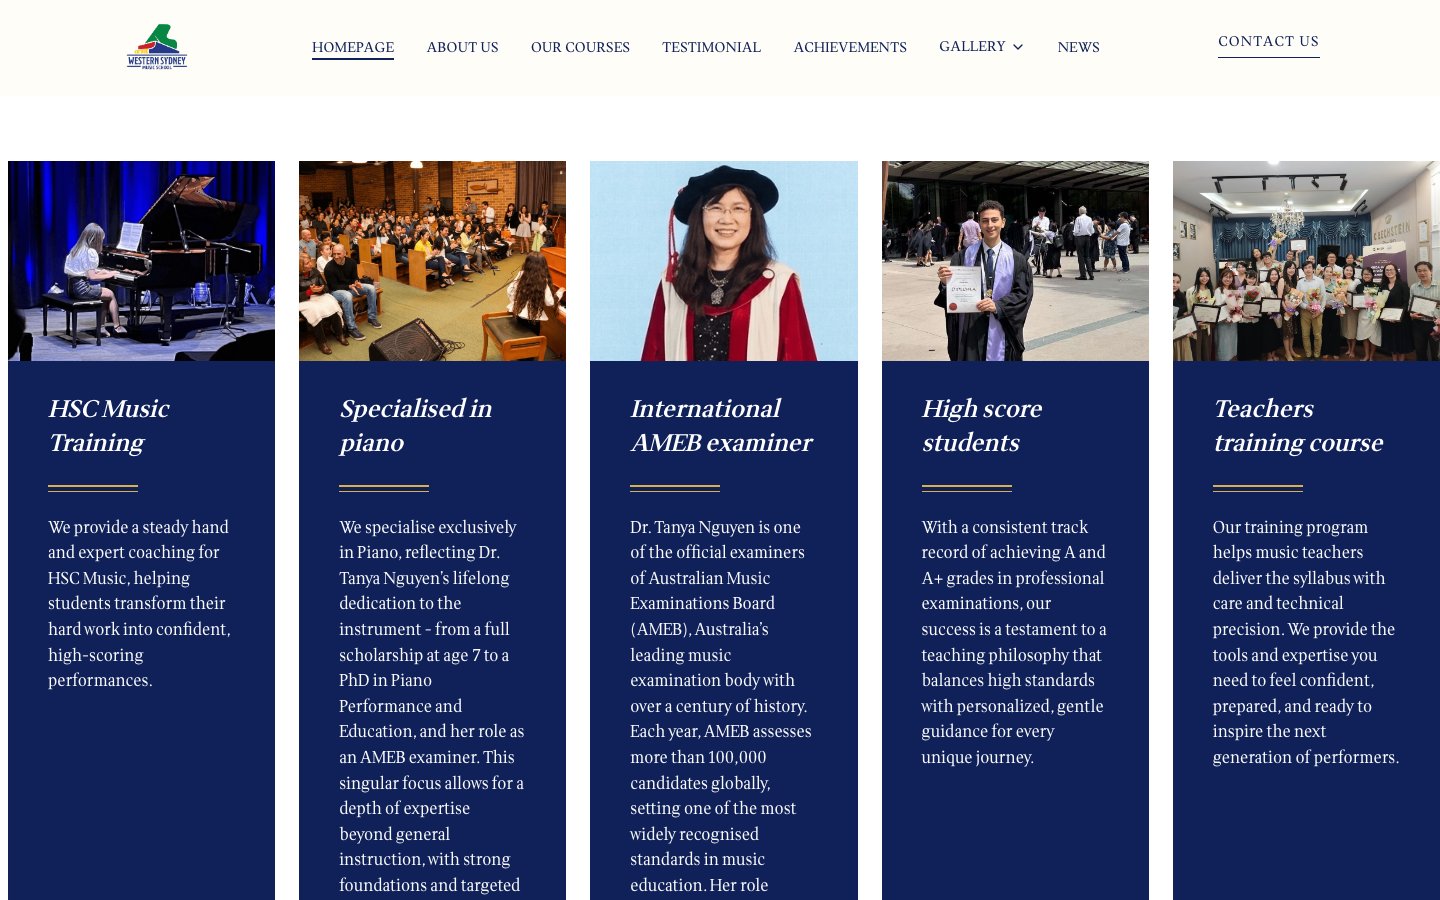 WESTERN SYDNEY
MUSIC SCHOOL
HOMEPAGE
ABOUT US
OUR COURSES
TESTIMONIAL
ACHIEVEMENTS
GALLERY
NEWS
CONTACT US
HSC Music
Training
We provide a steady hand
and expert coaching for
HSC Music, helping
students transform their
hard work into confident,
high-scoring
performances.
Specialised in
piano
We specialise exclusively
in Piano, reflecting Dr.
Tanya Nguyen's lifelong
dedication to the
instrument - from a full
scholarship at age 7 to a
PhD in Piano
Performance and
Education, and her role as
an AMEB examiner. This
singular focus allows for a
depth of expertise
beyond general
instruction, with strong
foundations and targeted
International
AMEB examiner
Dr. Tanya Nguyen is one
of the official examiners
of Australian Music
Examinations Board
(AMEB), Australia's
leading music
examination body with
over a century of history.
Each year, AMEB assesses
more than 100,000
candidates globally,
setting one of the most
widely recognised
standards in music
education. Her role
DIPLOMA
High score
students
With a consistent track
record of achieving A and
A+ grades in professional
examinations, our
success is a testament to a
teaching philosophy that
balances high standards
with personalized, gentle
guidance for every
unique journey.
C. BECHSTEIN
Teachers
training course
Our training program
helps music teachers
deliver the syllabus with
care and technical
precision. We provide the
tools and expertise you
need to feel confident,
prepared, and ready to
inspire the next
generation of performers.